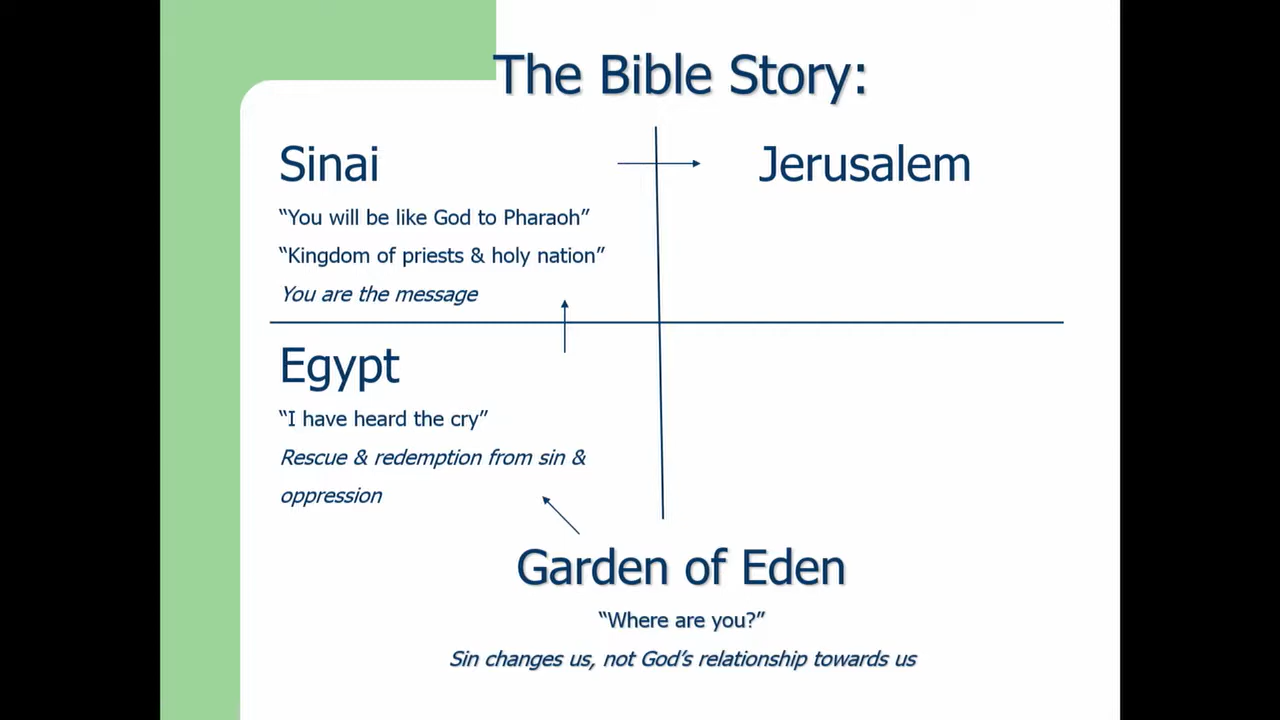 The Bible Story:
Sinai
“You will be like God to Pharaoh”
“Kingdom of priests & holy nation”
You are the message
Jerusalem
Egypt
“I have heard the cry”
Rescue & redemption from sin &
oppression
Garden of Eden
“Where are you?”
Sin changes us, not God’s relationship towards us